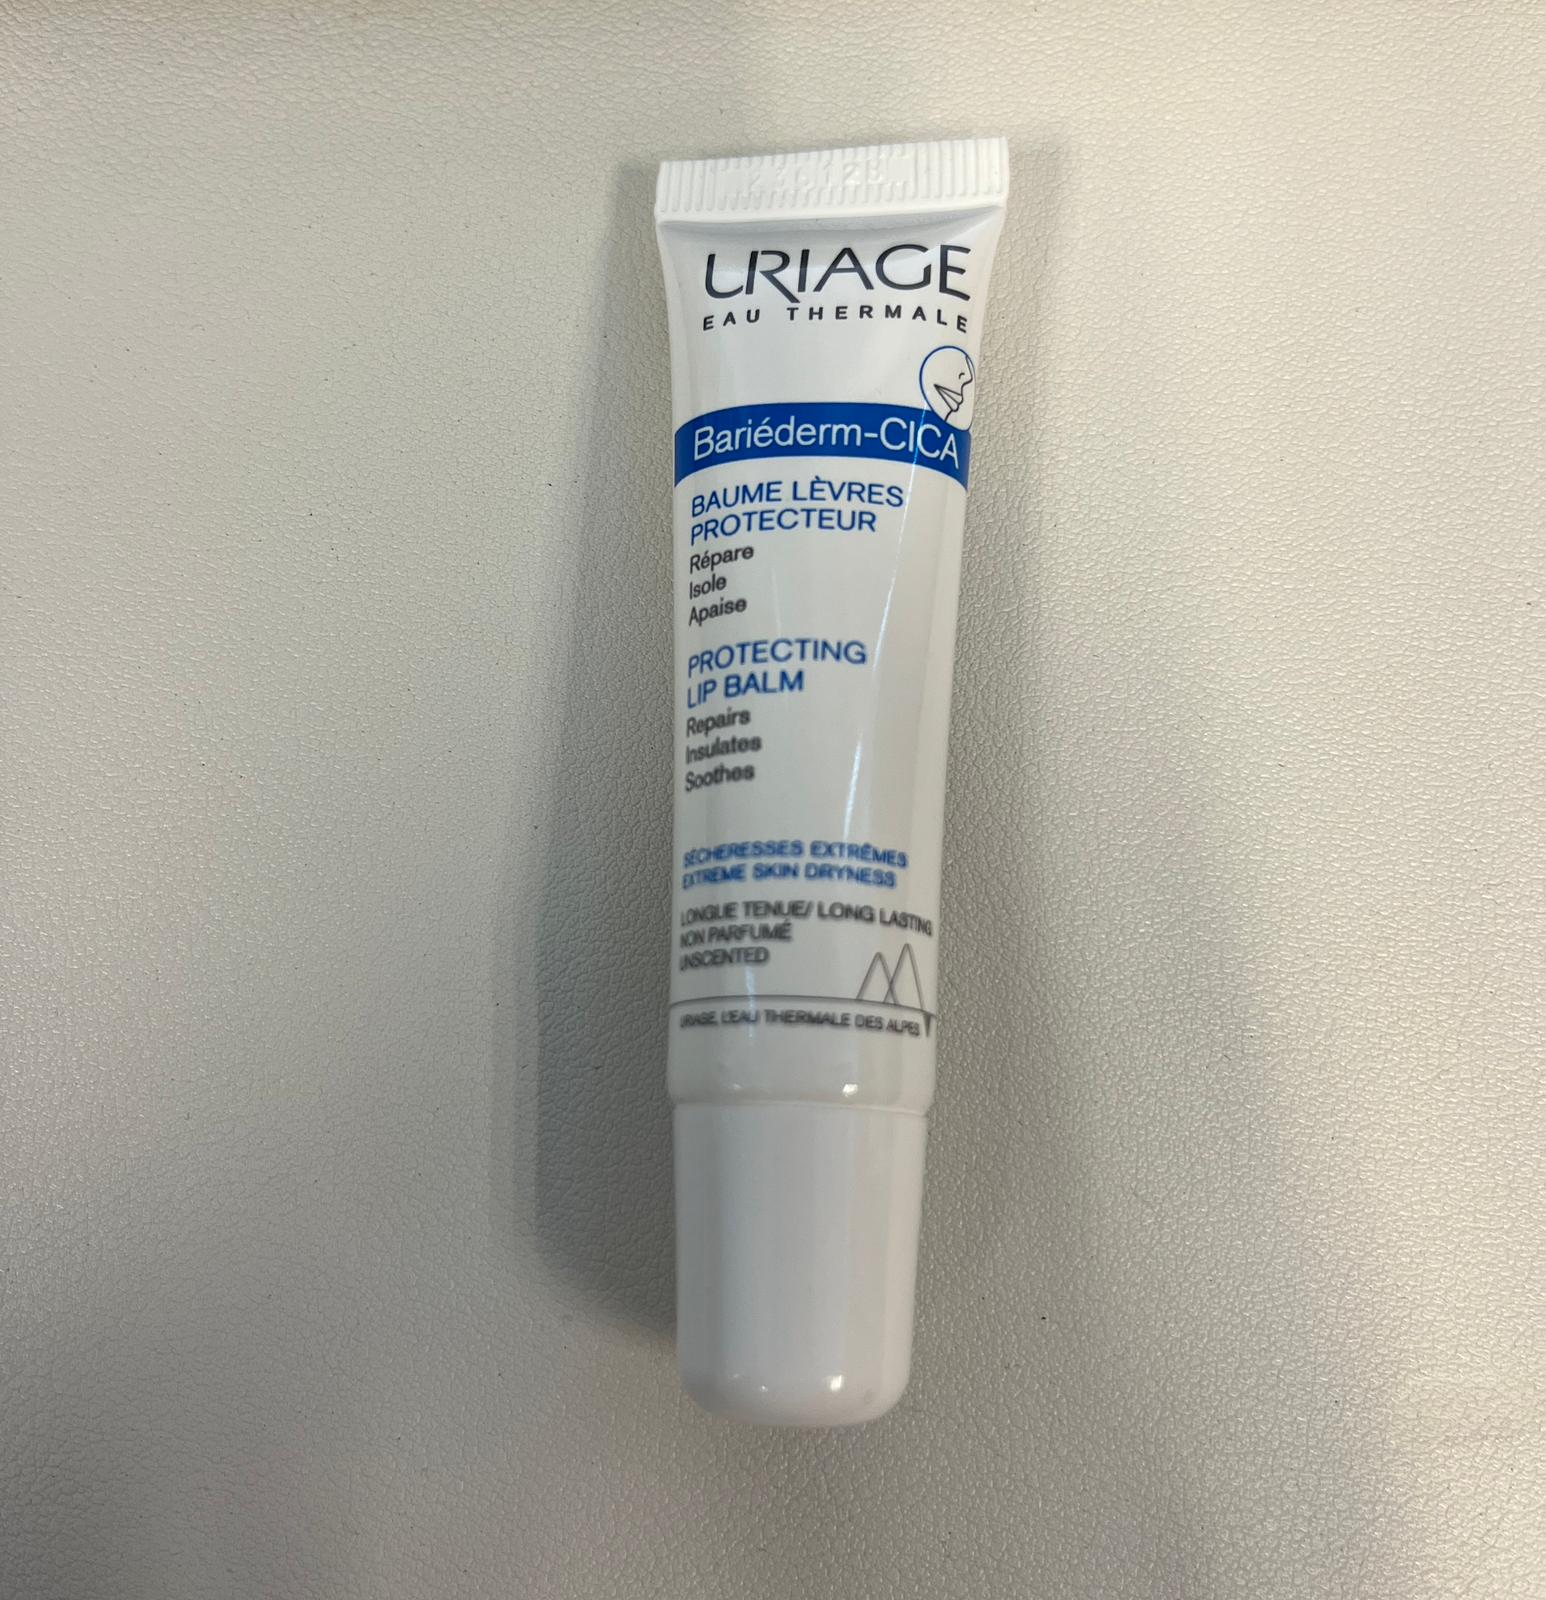 URIAGE
EAU THERMALE
Bariéderm-CICA
BAUME LÈVRES
PROTECTEUR
Répare
Isole
Apaise
PROTECTING
LIP BALM
Repairs
Insulates
Soothes
SÉCHERESSES EXTRÊMES
EXTREME SKIN DRYNESS
LONGUE TENUE/ LONG LASTING
NON PARFUMÉ
UNSCENTED
URIAGE, L'EAU THERMALE DES ALPES